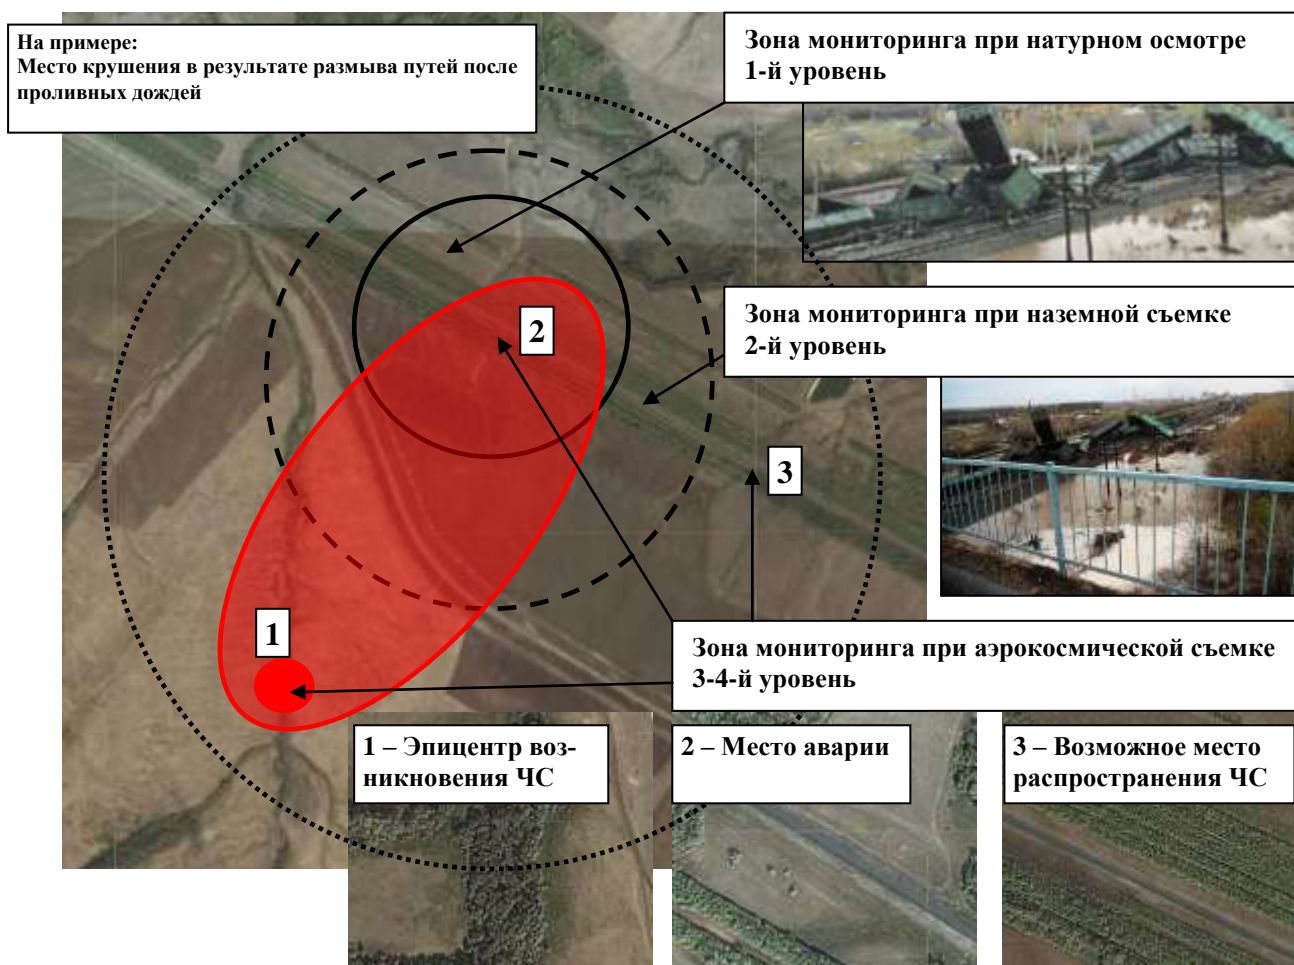 На примере:
Место крушения в результате размыва путей после
проливных дождей
Зона мониторинга при натурном осмотре
1-й уровень
2
Зона мониторинга при наземной съемке
2-й уровень
3
1
Зона мониторинга при аэрокосмической съемке
3-4-й уровень
1 – Эпицентр воз-
никновения ЧС
2 – Место аварии
3 – Возможное место
распространения ЧС